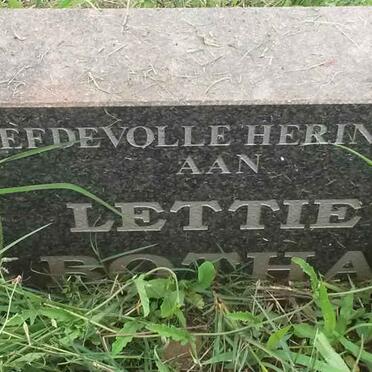 EFDEVOLLE HERIN
AAN
LETTIE
BOTHA